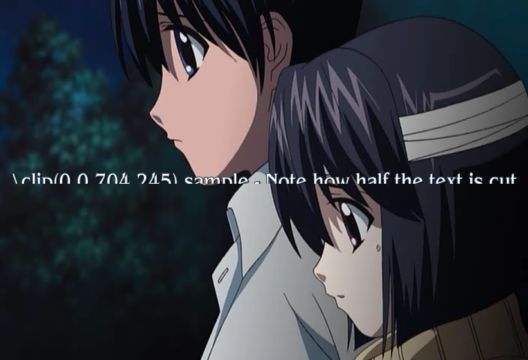 \clip(0,0,704,245) sample - Note how half the text is cut